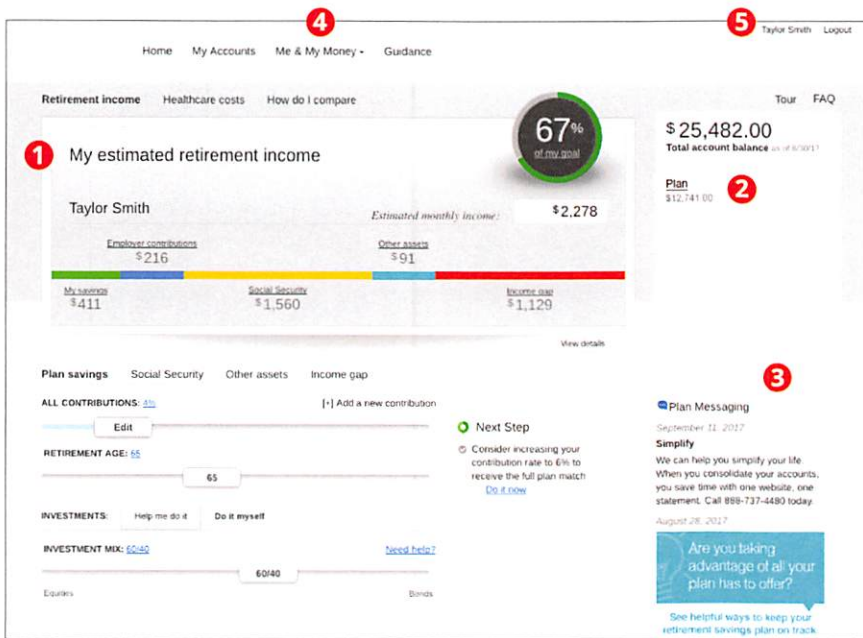 4
5
Taylor Smith Logout
Home My Accounts Me & My Money Guidance
Retirement income Healthcare costs How do I compare
Tour FAQ
67%
of my goal
1
My estimated retirement income
$25,482.00
Total account balance as of 8/30/17
Plan
$12,741.00
2
Taylor Smith
Estimated monthly income:
$2,278
Employer contributions
$216
Other assets
$91
My savings
$411
Social Security
$1,560
Income gap
$1,129
View details
Plan savings Social Security Other assets Income gap
ALL CONTRIBUTIONS: 4%
[+] Add a new contribution
Edit
RETIREMENT AGE: 65
65
INVESTMENTS: Help me do it Do it myself
INVESTMENT MIX: 60/40
Need help?
60/40
Equities
Bonds
Next Step
Consider increasing your
contribution rate to 6% to
receive the full plan match
Do it now
3
Plan Messaging
September 11, 2017
Simplify
We can help you simplify your life.
When you consolidate your accounts,
you save time with one website, one
statement. Call 888-737-4480 today.
August 28, 2017
Are you taking
advantage of all your
plan has to offer?
See helpful ways to keep your
retirement savings plan on track